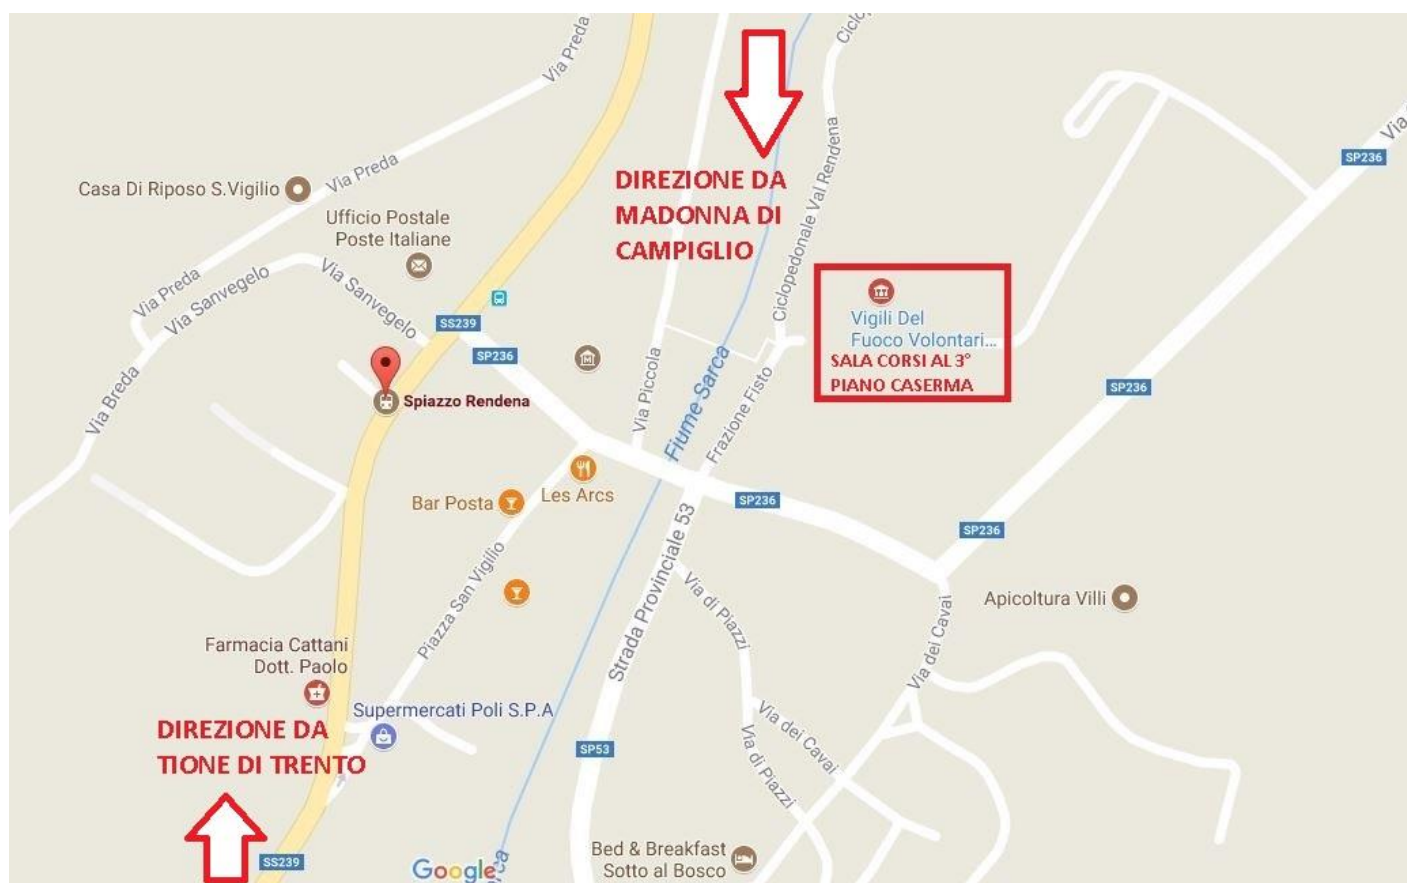 Via Preda
Ciclop
Via
SP236
DIREZIONE DA
MADONNA DI
CAMPIGLIO
Casa Di Riposo S.Vigilio
Via Preda
Ufficio Postale
Poste Italiane
Ciclopedonale Val Rendena
Via Preda
Via Sanvegelo
Via Sanvegelo
SS239
SP236
Vigili Del
Fuoco Volontari...
SALA CORSI AL 3°
PIANO CASERMA
Via Breda
Spiazzo Rendena
Via Piccola
Fiume Sarca
Frazione Fisto
SP236
Bar Posta
Les Arcs
SP236
SP236
Piazza San Vigilio
Strada Provinciale 53
Via di Piazzi
Via dei Cavai
Apicoltura Villi
Farmacia Cattani
Dott. Paolo
Supermercati Poli S.P.A
DIREZIONE DA
TIONE DI TRENTO
SP53
Via di Piazzi
Via dei Cavai
SS239
Google
Bed & Breakfast
Sotto al Bosco